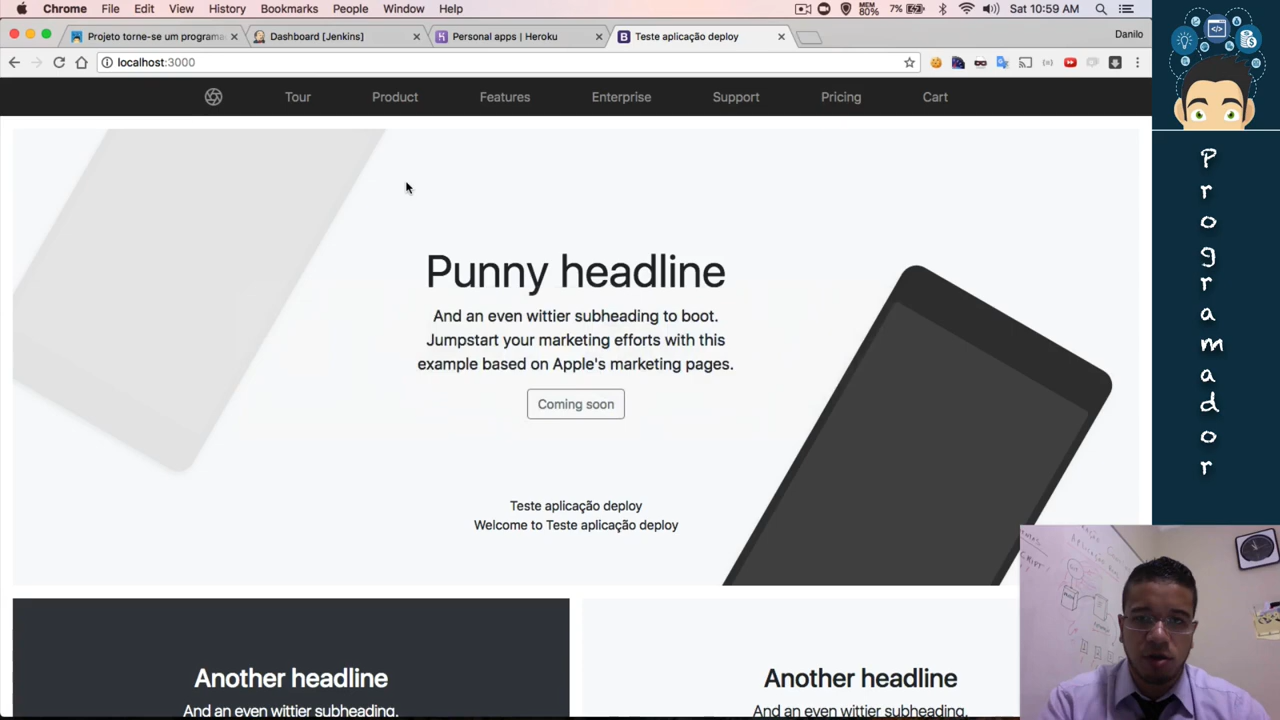 Chrome File Edit View History Bookmarks People Window Help MEM 80% 7% Sat 10:59 AM
Projeto torne-se um programa Dashboard [Jenkins] Personal apps | Heroku Teste aplicação deploy Danilo
localhost:3000
Tour Product Features Enterprise Support Pricing Cart
Punny headline
And an even wittier subheading to boot.
Jumpstart your marketing efforts with this
example based on Apple's marketing pages.
Coming soon
Teste aplicação deploy
Welcome to Teste aplicação deploy
Another headline
And an even wittier subheading.
Another headline
And an even wittier subheading.
Programador